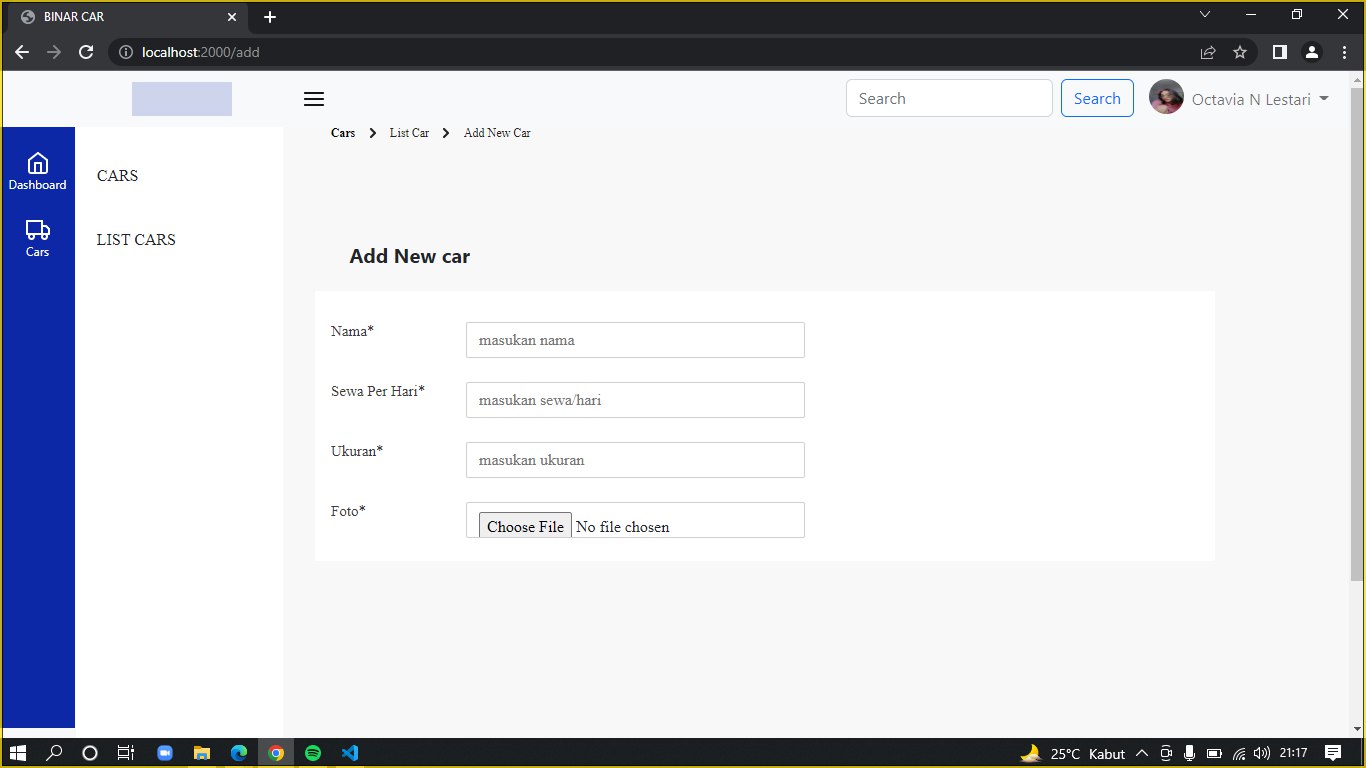 BINAR CAR
localhost:2000/add
Search Search Octavia N Lestari
Cars List Car Add New Car
Dashboard
CARS
Cars
LIST CARS
Add New car
Nama*
masukan nama
Sewa Per Hari*
masukan sewa/hari
Ukuran*
masukan ukuran
Foto*
Choose File No file chosen
25°C Kabut 21:17